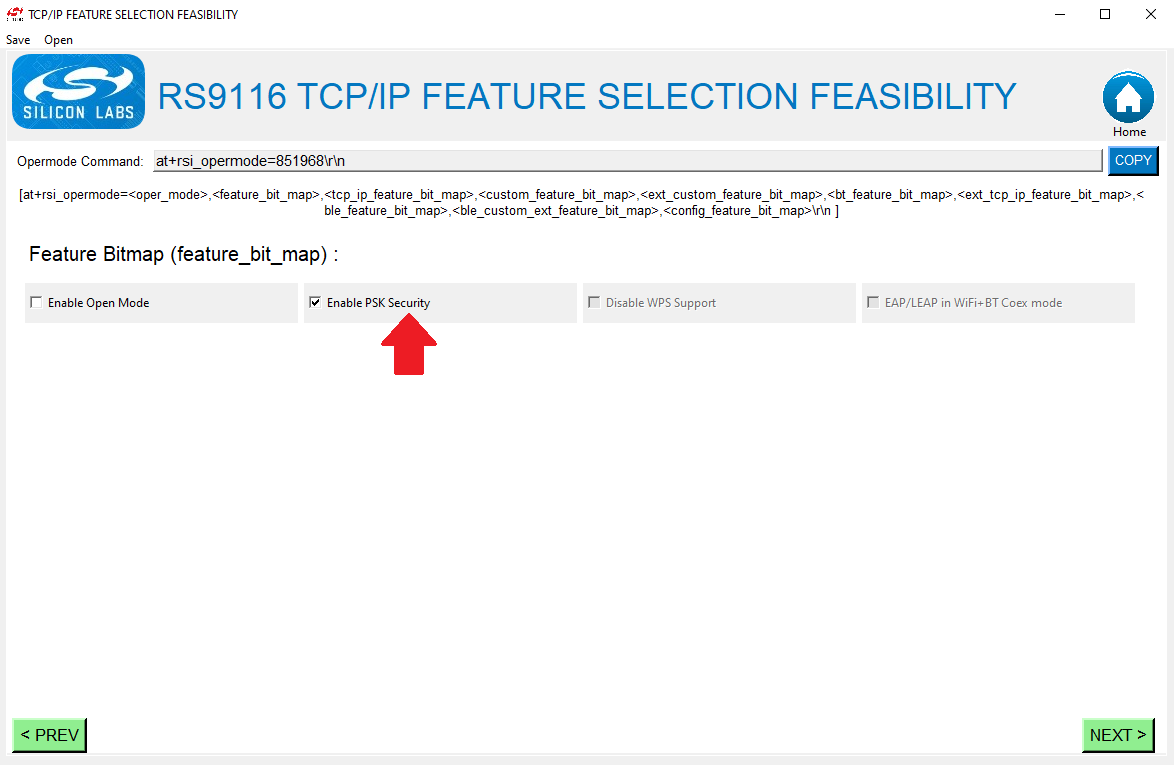 TCP/IP FEATURE SELECTION FEASIBILITY
Save Open
SILICON LABS
RS9116 TCP/IP FEATURE SELECTION FEASIBILITY
Home
Opermode Command: at+rsi_opermode=851968\r\n COPY
[at+rsi_opermode=<oper_mode>,<feature_bit_map>,<tcp_ip_feature_bit_map>,<custom_feature_bit_map>,<ext_custom_feature_bit_map>,<bt_feature_bit_map>,<ext_tcp_ip_feature_bit_map>,<
ble_feature_bit_map>,<ble_custom_ext_feature_bit_map>,<config_feature_bit_map>\r\n ]
Feature Bitmap (feature_bit_map) :
Enable Open Mode Enable PSK Security Disable WPS Support EAP/LEAP in WiFi+BT Coex mode
< PREV NEXT >